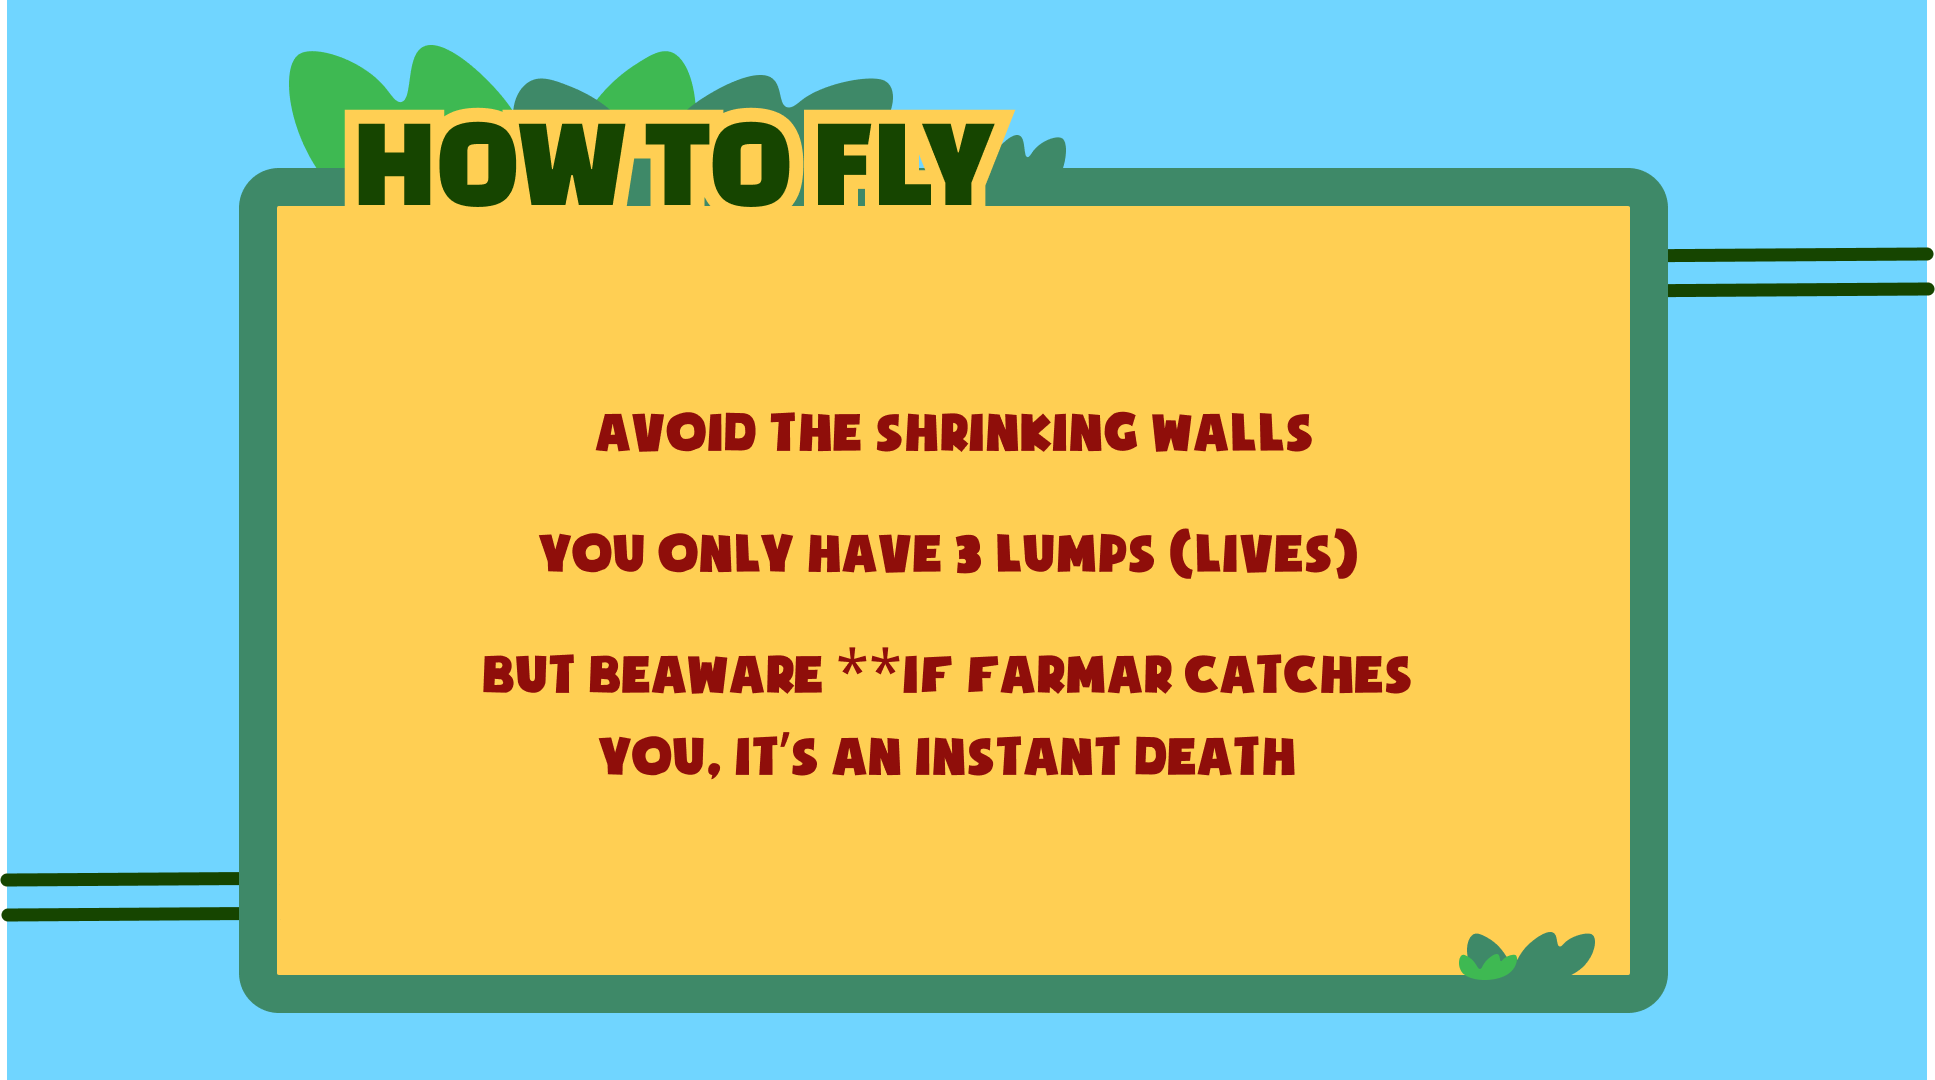 HOW TO FLY
AVOID THE SHRINKING WALLS
YOU ONLY HAVE 3 LUMPS (LIVES)
BUT BEAWARE **IF FARMAR CATCHES
YOU, IT'S AN INSTANT DEATH